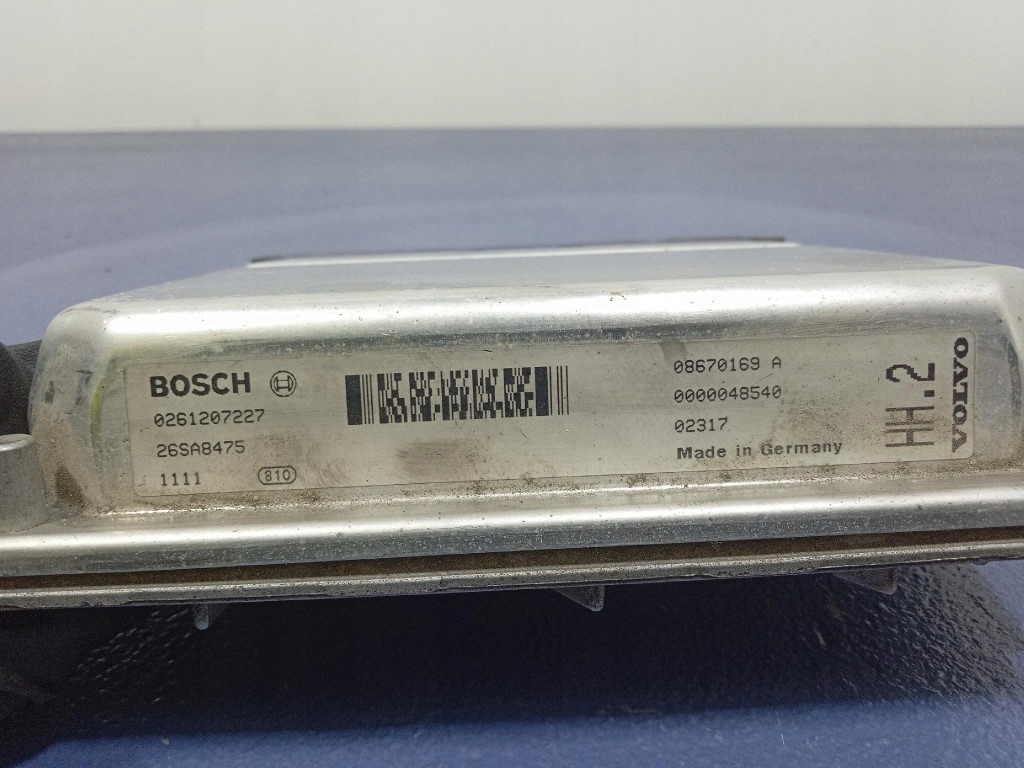 BOSCH
0261207227
26SA8475
1111 810
08670169 A
0000048540
02317
Made in Germany
HH.2
VOLVO